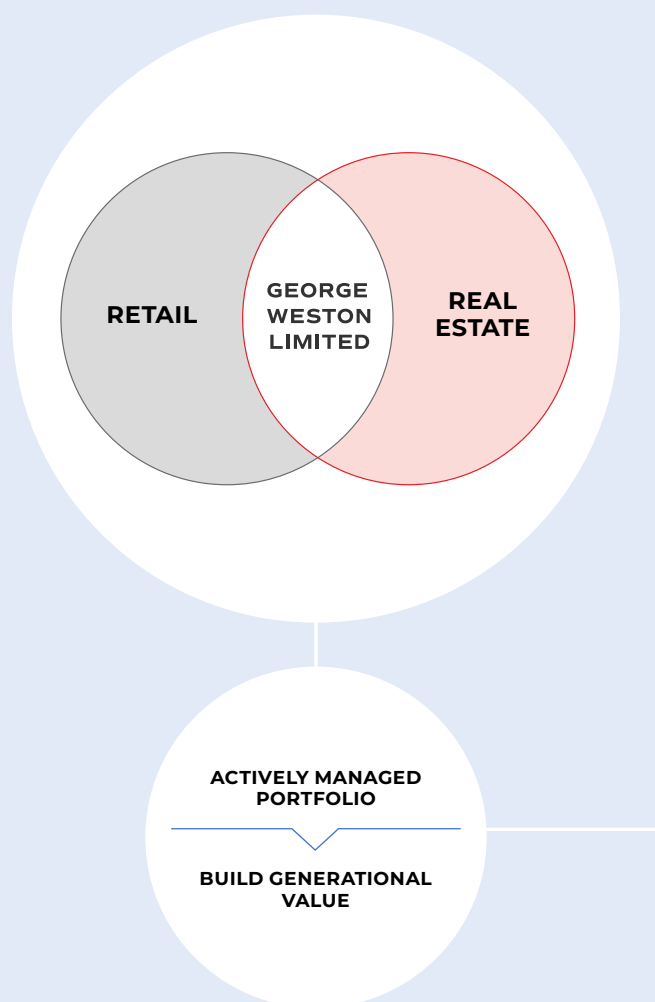 RETAIL
GEORGE
WESTON
LIMITED
REAL
ESTATE
ACTIVELY MANAGED
PORTFOLIO
BUILD GENERATIONAL
VALUE